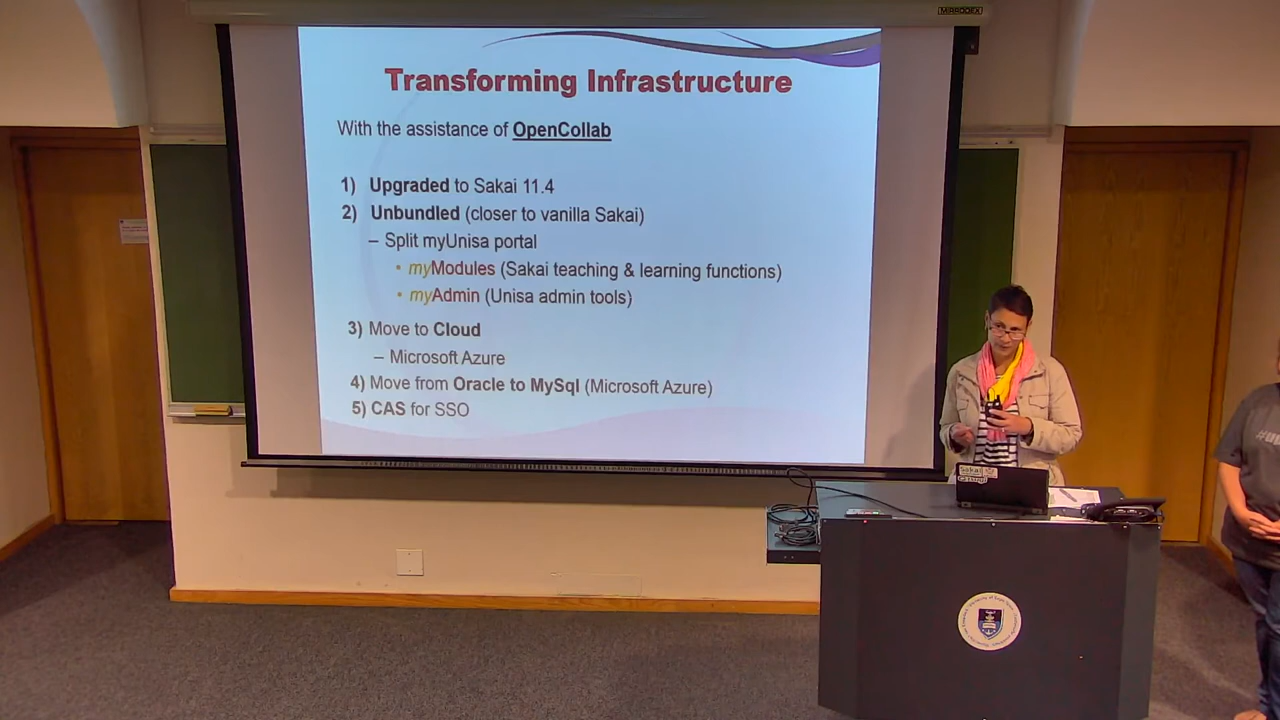 Transforming Infrastructure
With the assistance of OpenCollab
1) Upgraded to Sakai 11.4
2) Unbundled (closer to vanilla Sakai)
– Split myUnisa portal
• myModules (Sakai teaching & learning functions)
• myAdmin (Unisa admin tools)
3) Move to Cloud
– Microsoft Azure
4) Move from Oracle to MySql (Microsoft Azure)
5) CAS for SSO
Sakai